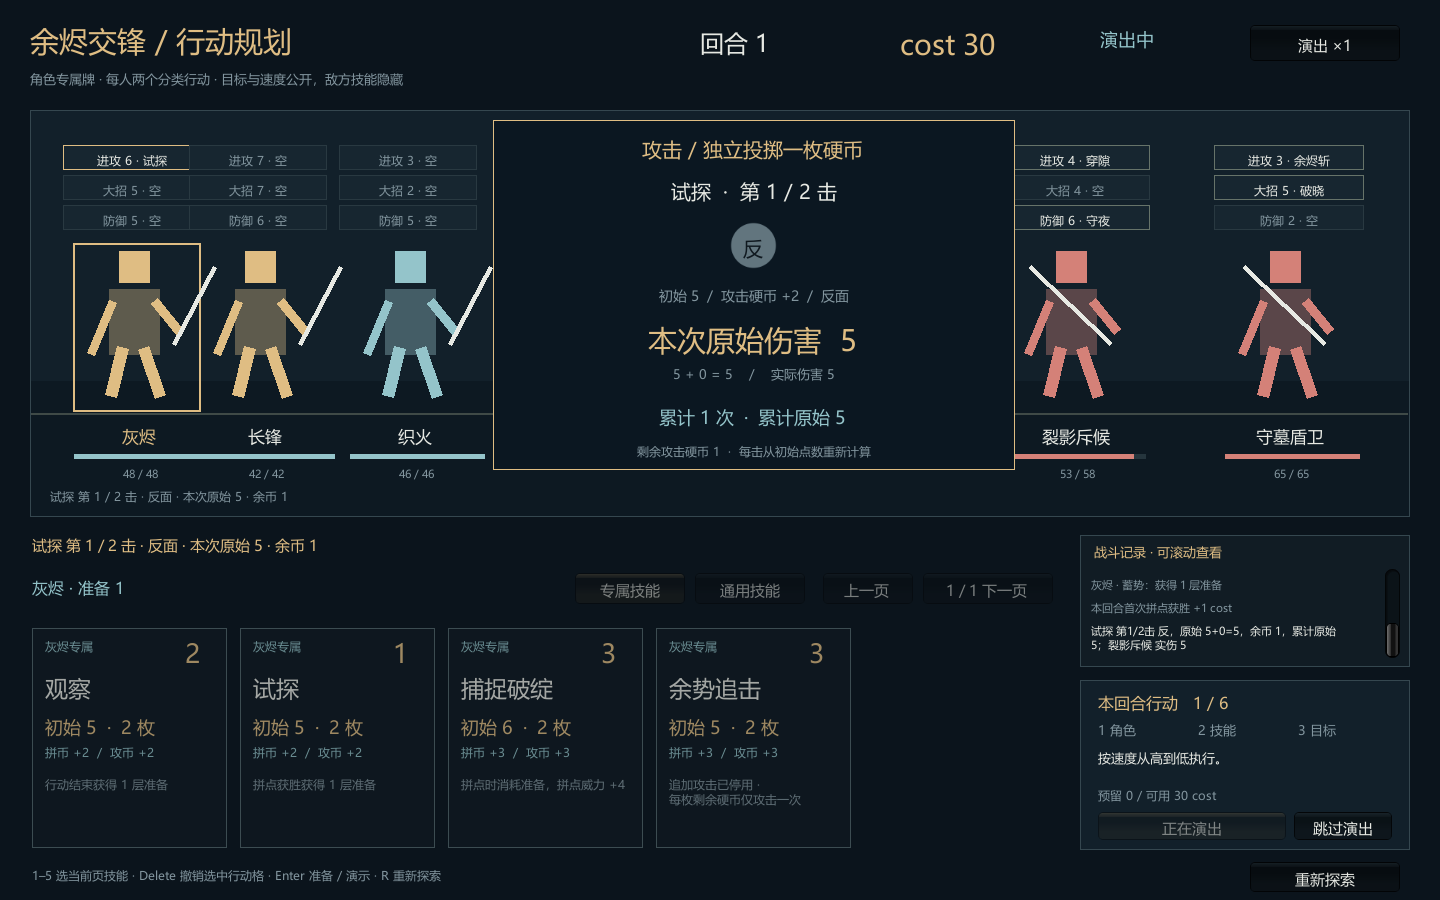 余烬交锋 / 行动规划
回合 1
cost 30
演出中
演出 ×1
角色专属牌 · 每人两个分类行动 · 目标与速度公开，敌方技能隐藏
进攻 6 · 试探
进攻 7 · 空
进攻 3 · 空
大招 5 · 空
大招 7 · 空
大招 2 · 空
防御 5 · 空
防御 6 · 空
防御 5 · 空
攻击 / 独立投掷一枚硬币
试探 · 第 1 / 2 击
反
初始 5 / 攻击硬币 +2 / 反面
本次原始伤害 5
5 + 0 = 5 / 实际伤害 5
累计 1 次 · 累计原始 5
剩余攻击硬币 1 · 每击从初始点数重新计算
进攻 4 · 穿隙
进攻 3 · 余烬斩
大招 4 · 空
大招 5 · 破晓
防御 6 · 守夜
防御 2 · 空
灰烬
长锋
织火
裂影斥候
守墓盾卫
48 / 48
42 / 42
46 / 46
53 / 58
65 / 65
试探 第 1 / 2 击 · 反面 · 本次原始 5 · 余币 1
试探 第 1 / 2 击 · 反面 · 本次原始 5 · 余币 1
灰烬 · 准备 1
专属技能
通用技能
上一页
1 / 1 下一页
灰烬专属
2
观察
初始 5 · 2 枚
拼币 +2 / 攻币 +2
行动结束获得 1 层准备
灰烬专属
1
试探
初始 5 · 2 枚
拼币 +2 / 攻币 +2
拼点获胜获得 1 层准备
灰烬专属
3
捕捉破绽
初始 6 · 2 枚
拼币 +3 / 攻币 +3
拼点时消耗准备，拼点威力 +4
灰烬专属
3
余势追击
初始 5 · 2 枚
拼币 +3 / 攻币 +3
追加攻击已停用 ·
每枚剩余硬币仅攻击一次
战斗记录 · 可滚动查看
灰烬 · 蓄势：获得 1 层准备
本回合首次拼点获胜 +1 cost
试探 第1/2击 反，原始 5+0=5，余币 1，累计原始
5；裂影斥候 实伤 5
本回合行动 1 / 6
1 角色
2 技能
3 目标
按速度从高到低执行。
预留 0 / 可用 30 cost
正在演出
跳过演出
1–5 选当前页技能 · Delete 撤销选中行动格 · Enter 准备 / 演示 · R 重新探索
重新探索